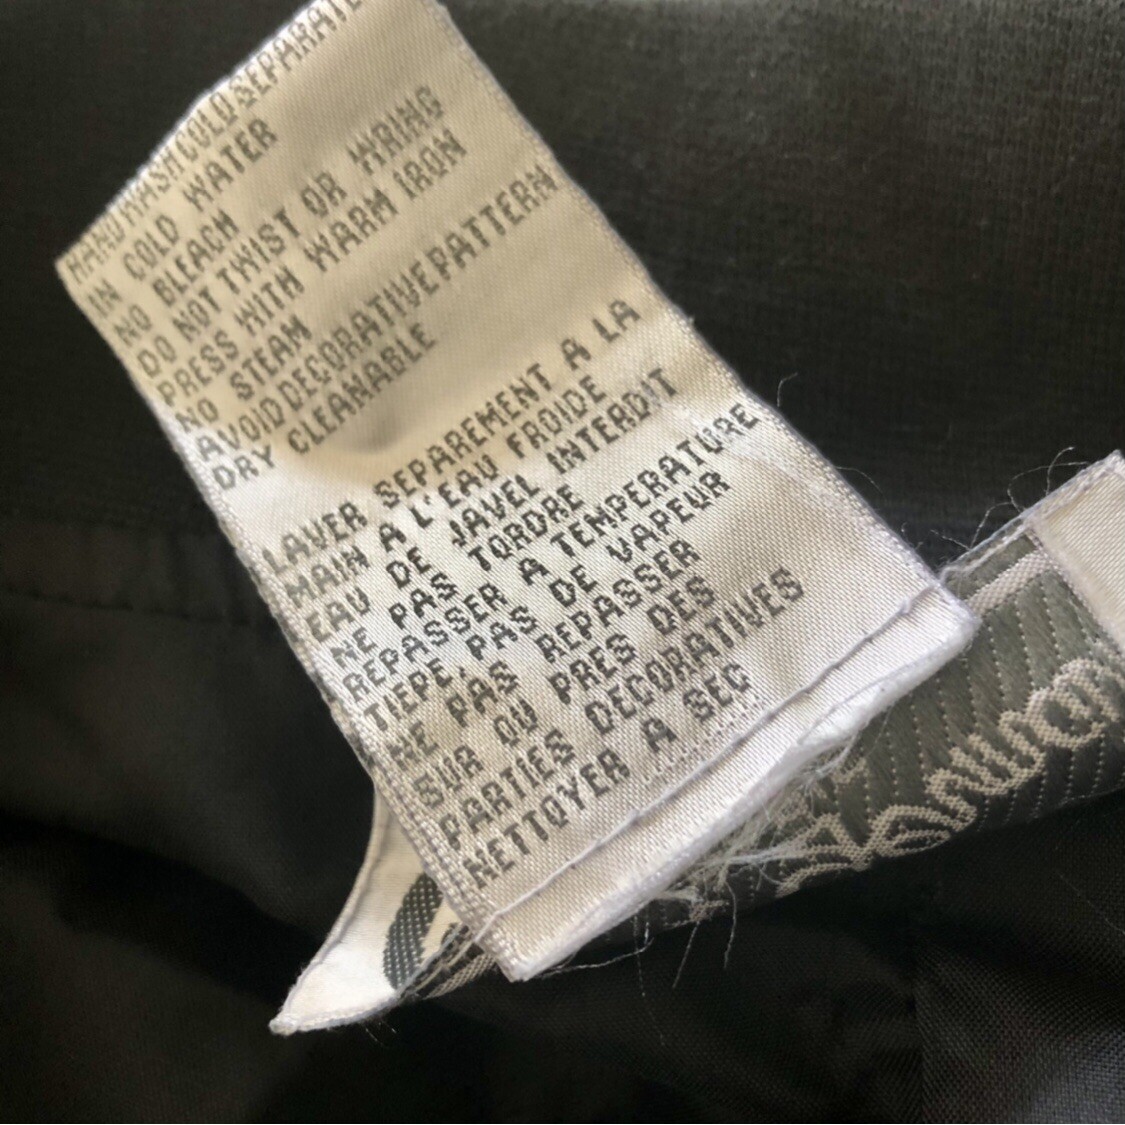 HAND WASH COLD SEPARATE
IN COLD WATER
NO BLEACH
DO NOT TWIST OR WRING
PRESS WITH WARM IRON
NO STEAM
AVOID DECORATIVE PATTERN
DRY CLEANABLE
LAVER SEPAREMENT A LA
MAIN A L'EAU FROIDE
EAU DE JAVEL INTERDIT
NE PAS TORDRE
REPASSER A TEMPERATURE
TIEPE, PAS DE VAPEUR
NE PAS REPASSER
SUR OU PRES DES
PARTIES DECORATIVES
NETTOYER A SEC